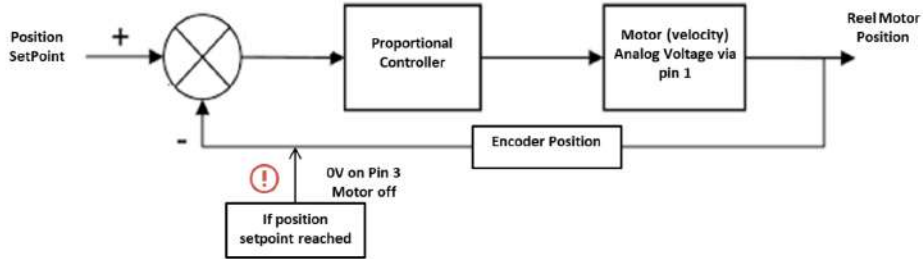 Position
SetPoint
+
Proportional
Controller
Motor (velocity)
Analog Voltage via
pin 1
Reel Motor
Position
-
Encoder Position
!
0V on Pin 3
Motor off
If position
setpoint reached